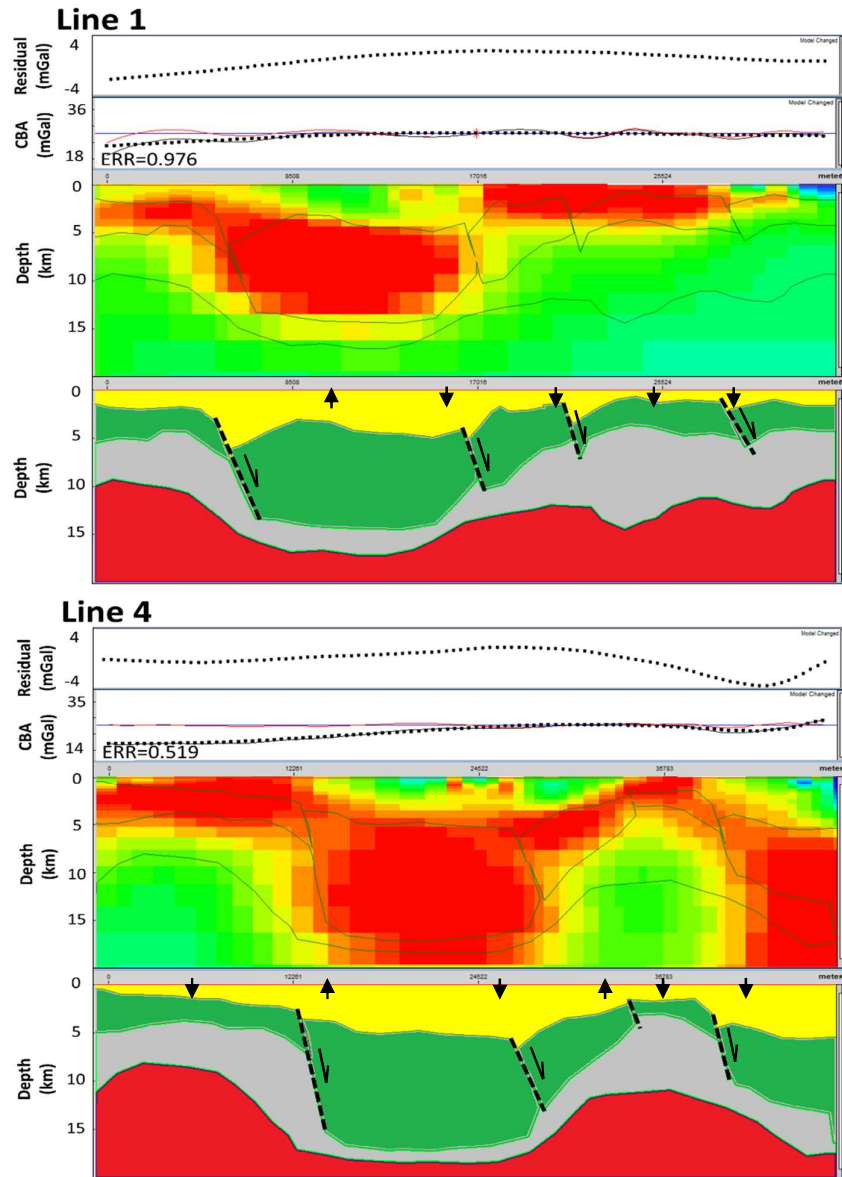 Line 1
Residual (mGal)
4
-4
Model Changed
CBA (mGal)
36
18
Model Changed
ERR=0.976
0 8508 17016 25524 meter
Depth (km)
0
5
10
15
0 8508 17016 25524 meter
Depth (km)
0
5
10
15
Line 4
Residual (mGal)
4
-4
Model Changed
CBA (mGal)
35
14
Model Changed
ERR=0.519
0 12261 24522 36783 meter
Depth (km)
0
5
10
15
0 12261 24522 36783 meter
Depth (km)
0
5
10
15